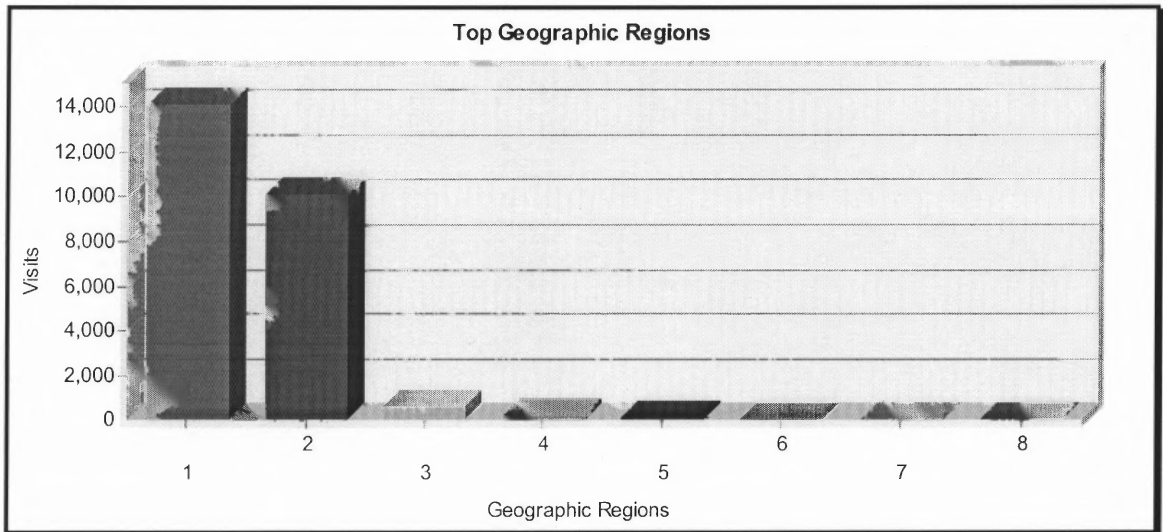 Top Geographic Regions
14,000
12,000
10,000
8,000
6,000
4,000
2,000
0
Visits
2 4 6 8
1 3 5 7
Geographic Regions